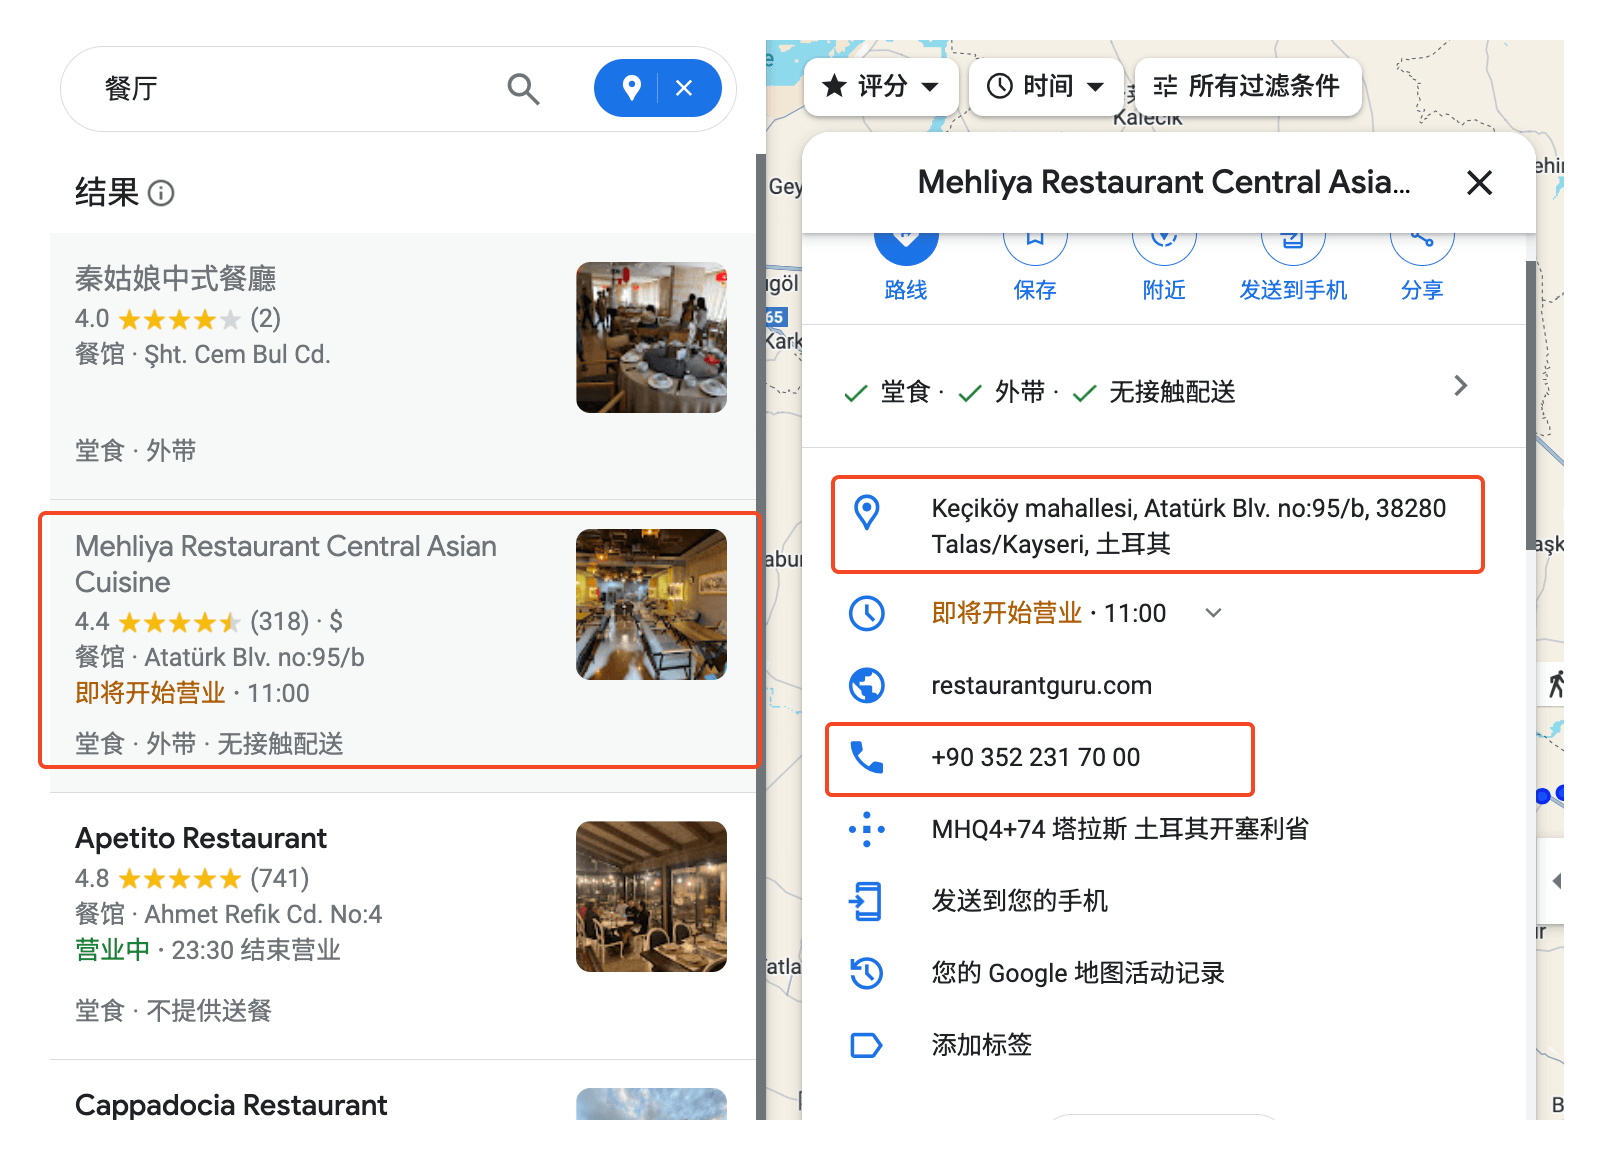 餐厅
结果
秦姑娘中式餐廳
4.0 (2)
餐馆 · Şht. Cem Bul Cd.
堂食 · 外带
Mehliya Restaurant Central Asian
Cuisine
4.4 (318) · $
餐馆 · Atatürk Blv. no:95/b
即将开始营业 · 11:00
堂食 · 外带 · 无接触配送
Apetito Restaurant
4.8 (741)
餐馆 · Ahmet Refik Cd. No:4
营业中 · 23:30 结束营业
堂食 · 不提供送餐
Cappadocia Restaurant
评分
时间
所有过滤条件
Kalecik
Mehliya Restaurant Central Asia...
路线
保存
附近
发送到手机
分享
堂食 · 外带 · 无接触配送
Keçiköy mahallesi, Atatürk Blv. no:95/b, 38280
Talas/Kayseri, 土耳其
即将开始营业 · 11:00
restaurantguru.com
+90 352 231 70 00
MHQ4+74 塔拉斯 土耳其开塞利省
发送到您的手机
您的 Google 地图活动记录
添加标签
Gey
65